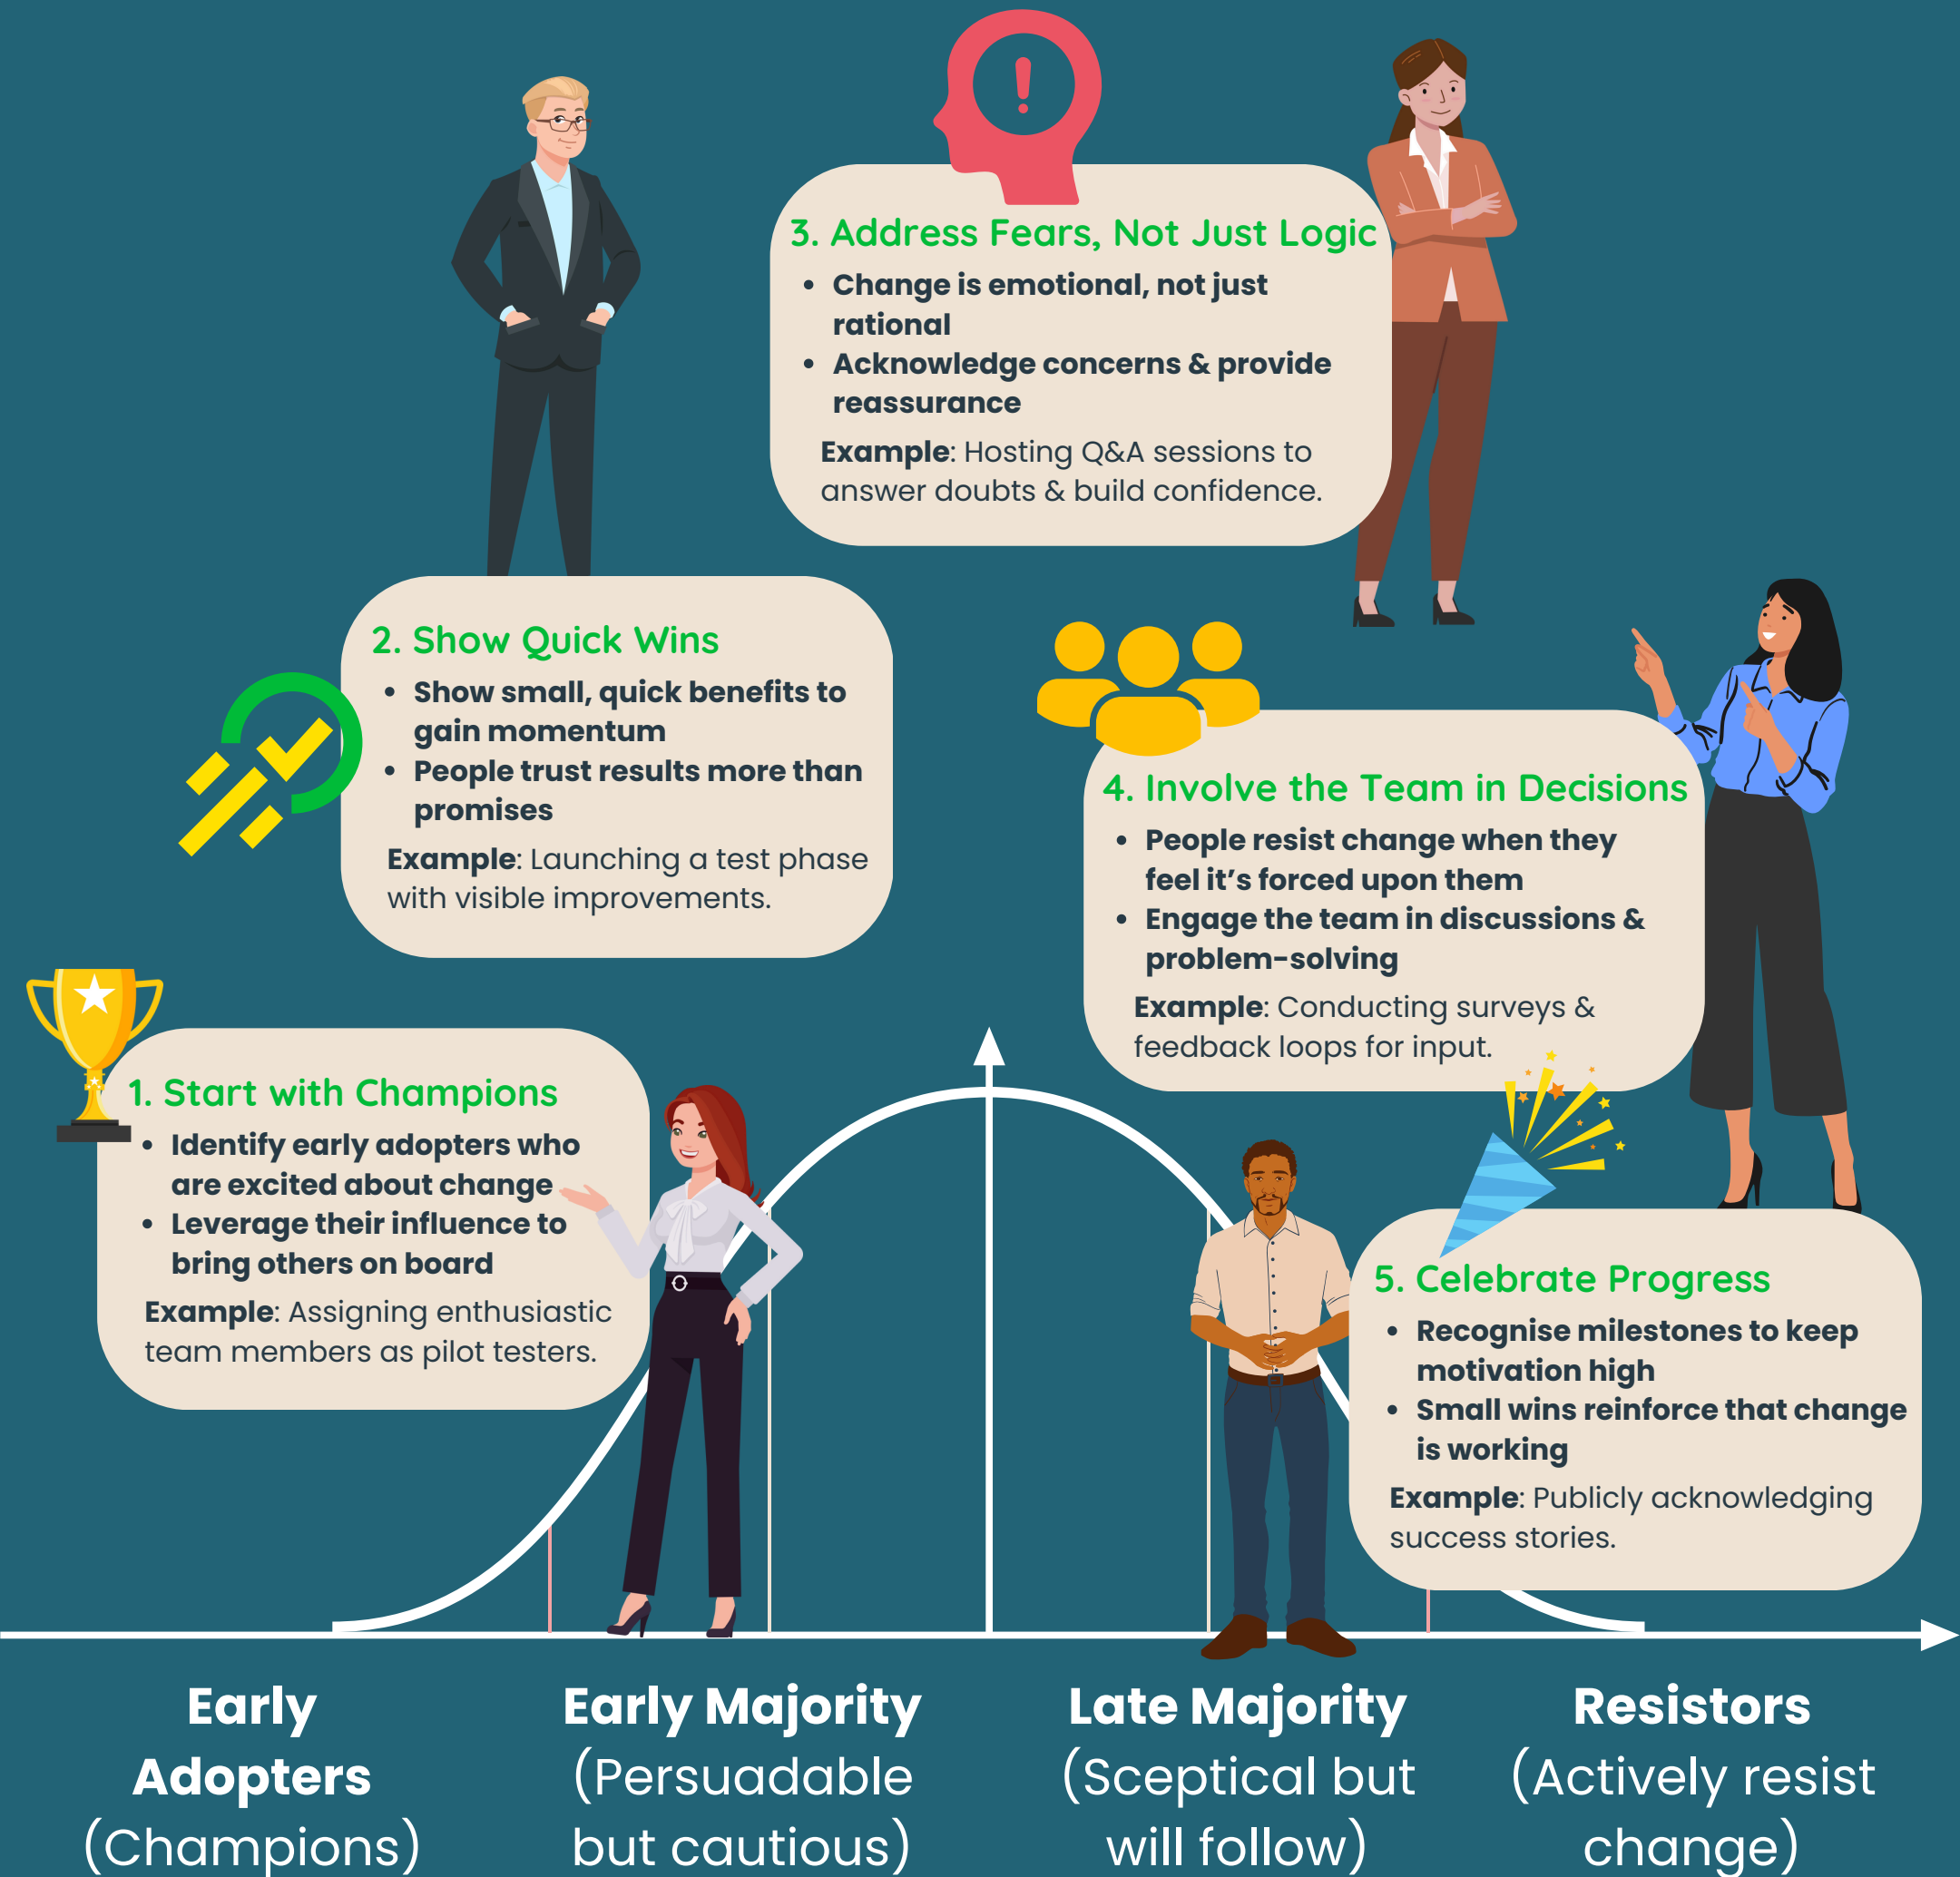 3. Address Fears, Not Just Logic
• Change is emotional, not just
rational
• Acknowledge concerns & provide
reassurance
Example: Hosting Q&A sessions to
answer doubts & build confidence.
2. Show Quick Wins
• Show small, quick benefits to
gain momentum
• People trust results more than
promises
Example: Launching a test phase
with visible improvements.
4. Involve the Team in Decisions
• People resist change when they
feel it's forced upon them
• Engage the team in discussions &
problem-solving
Example: Conducting surveys &
feedback loops for input.
1. Start with Champions
• Identify early adopters who
are excited about change
• Leverage their influence to
bring others on board
Example: Assigning enthusiastic
team members as pilot testers.
5. Celebrate Progress
• Recognise milestones to keep
motivation high
• Small wins reinforce that change
is working
Example: Publicly acknowledging
success stories.
Early
Adopters
(Champions)
Early Majority
(Persuadable
but cautious)
Late Majority
(Sceptical but
will follow)
Resistors
(Actively resist
change)